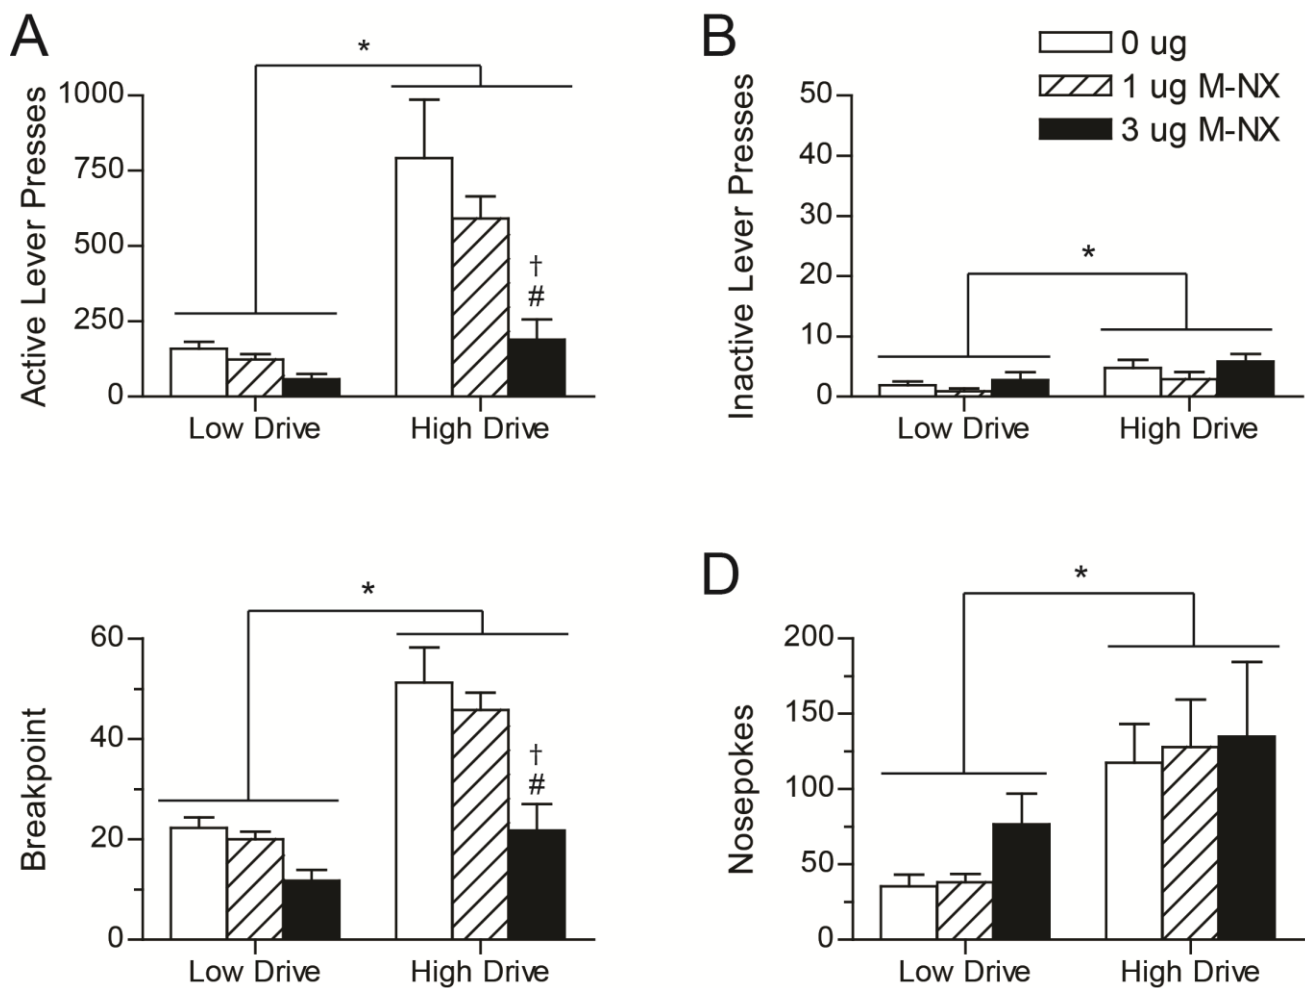 A
*
Active Lever Presses
1000
750
500
250
0
†
#
Low Drive
High Drive
B
0 ug
1 ug M-NX
3 ug M-NX
*
Inactive Lever Presses
50
40
30
20
10
0
Low Drive
High Drive
*
Breakpoint
60
40
20
0
†
#
Low Drive
High Drive
D
*
Nosepokes
200
150
100
50
0
Low Drive
High Drive